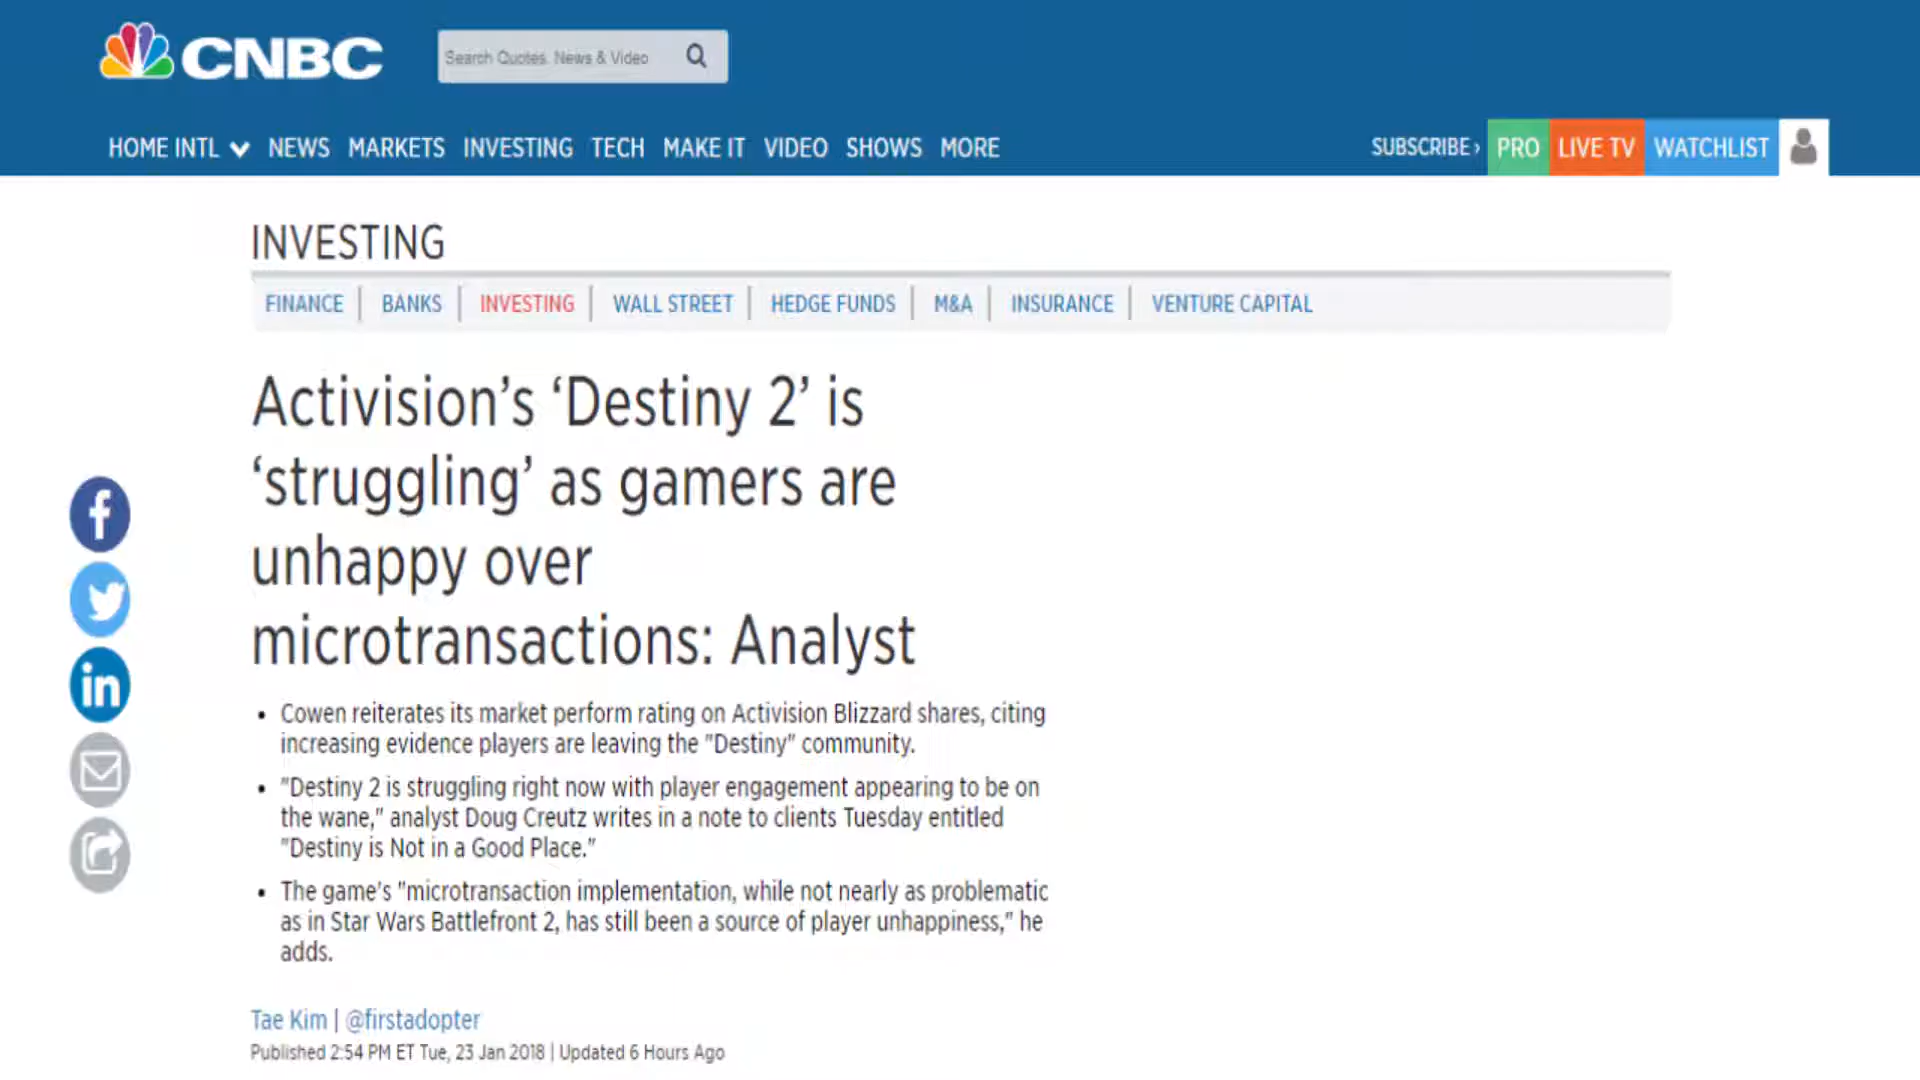 CNBC
Search Quotes, News & Video
HOME INTL NEWS MARKETS INVESTING TECH MAKE IT VIDEO SHOWS MORE SUBSCRIBE › PRO LIVE TV WATCHLIST
INVESTING
FINANCE | BANKS | INVESTING | WALL STREET | HEDGE FUNDS | M&A | INSURANCE | VENTURE CAPITAL
Activision’s ‘Destiny 2’ is
‘struggling’ as gamers are
unhappy over
microtransactions: Analyst
f
in
• Cowen reiterates its market perform rating on Activision Blizzard shares, citing
increasing evidence players are leaving the "Destiny" community.
• "Destiny 2 is struggling right now with player engagement appearing to be on
the wane," analyst Doug Creutz writes in a note to clients Tuesday entitled
"Destiny is Not in a Good Place."
• The game's "microtransaction implementation, while not nearly as problematic
as in Star Wars Battlefront 2, has still been a source of player unhappiness," he
adds.
Tae Kim | @firstadopter
Published 2:54 PM ET Tue, 23 Jan 2018 | Updated 6 Hours Ago